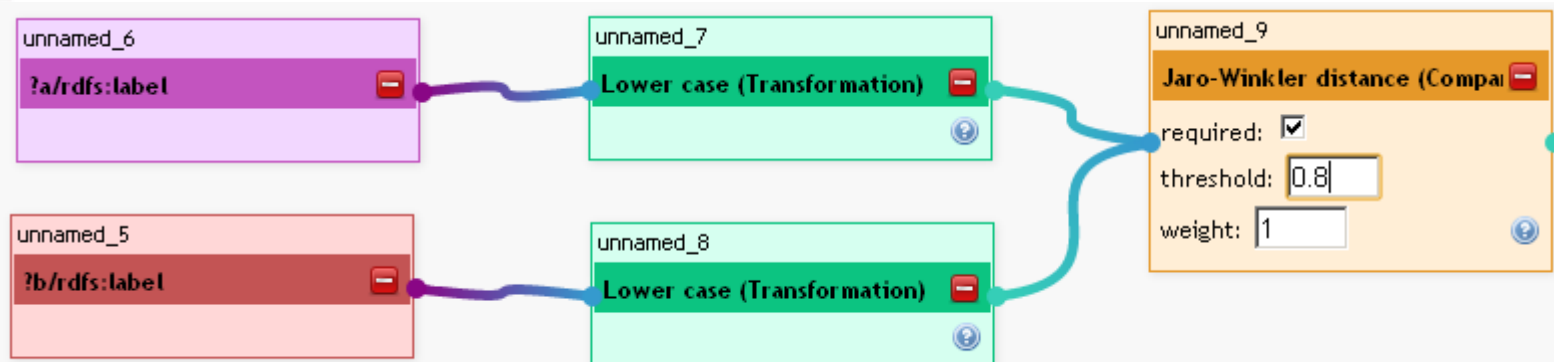 unnamed_6
?a/rdfs:label
unnamed_7
Lower case (Transformation)
unnamed_9
Jaro-Winkler distance (Compar
required:
threshold: 0.8
weight: 1
unnamed_5
?b/rdfs:label
unnamed_8
Lower case (Transformation)